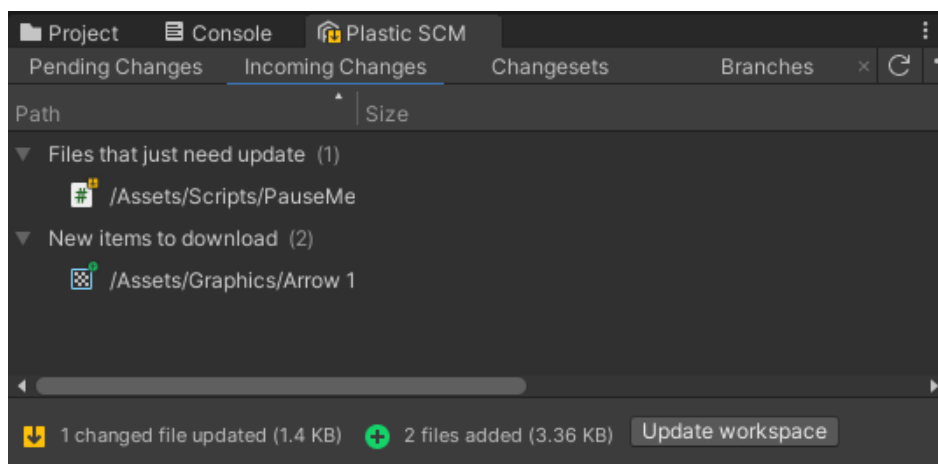 Project Console Plastic SCM
Pending Changes Incoming Changes Changesets Branches
Path Size
Files that just need update (1)
/Assets/Scripts/PauseMe
New items to download (2)
/Assets/Graphics/Arrow 1
1 changed file updated (1.4 KB) 2 files added (3.36 KB) Update workspace